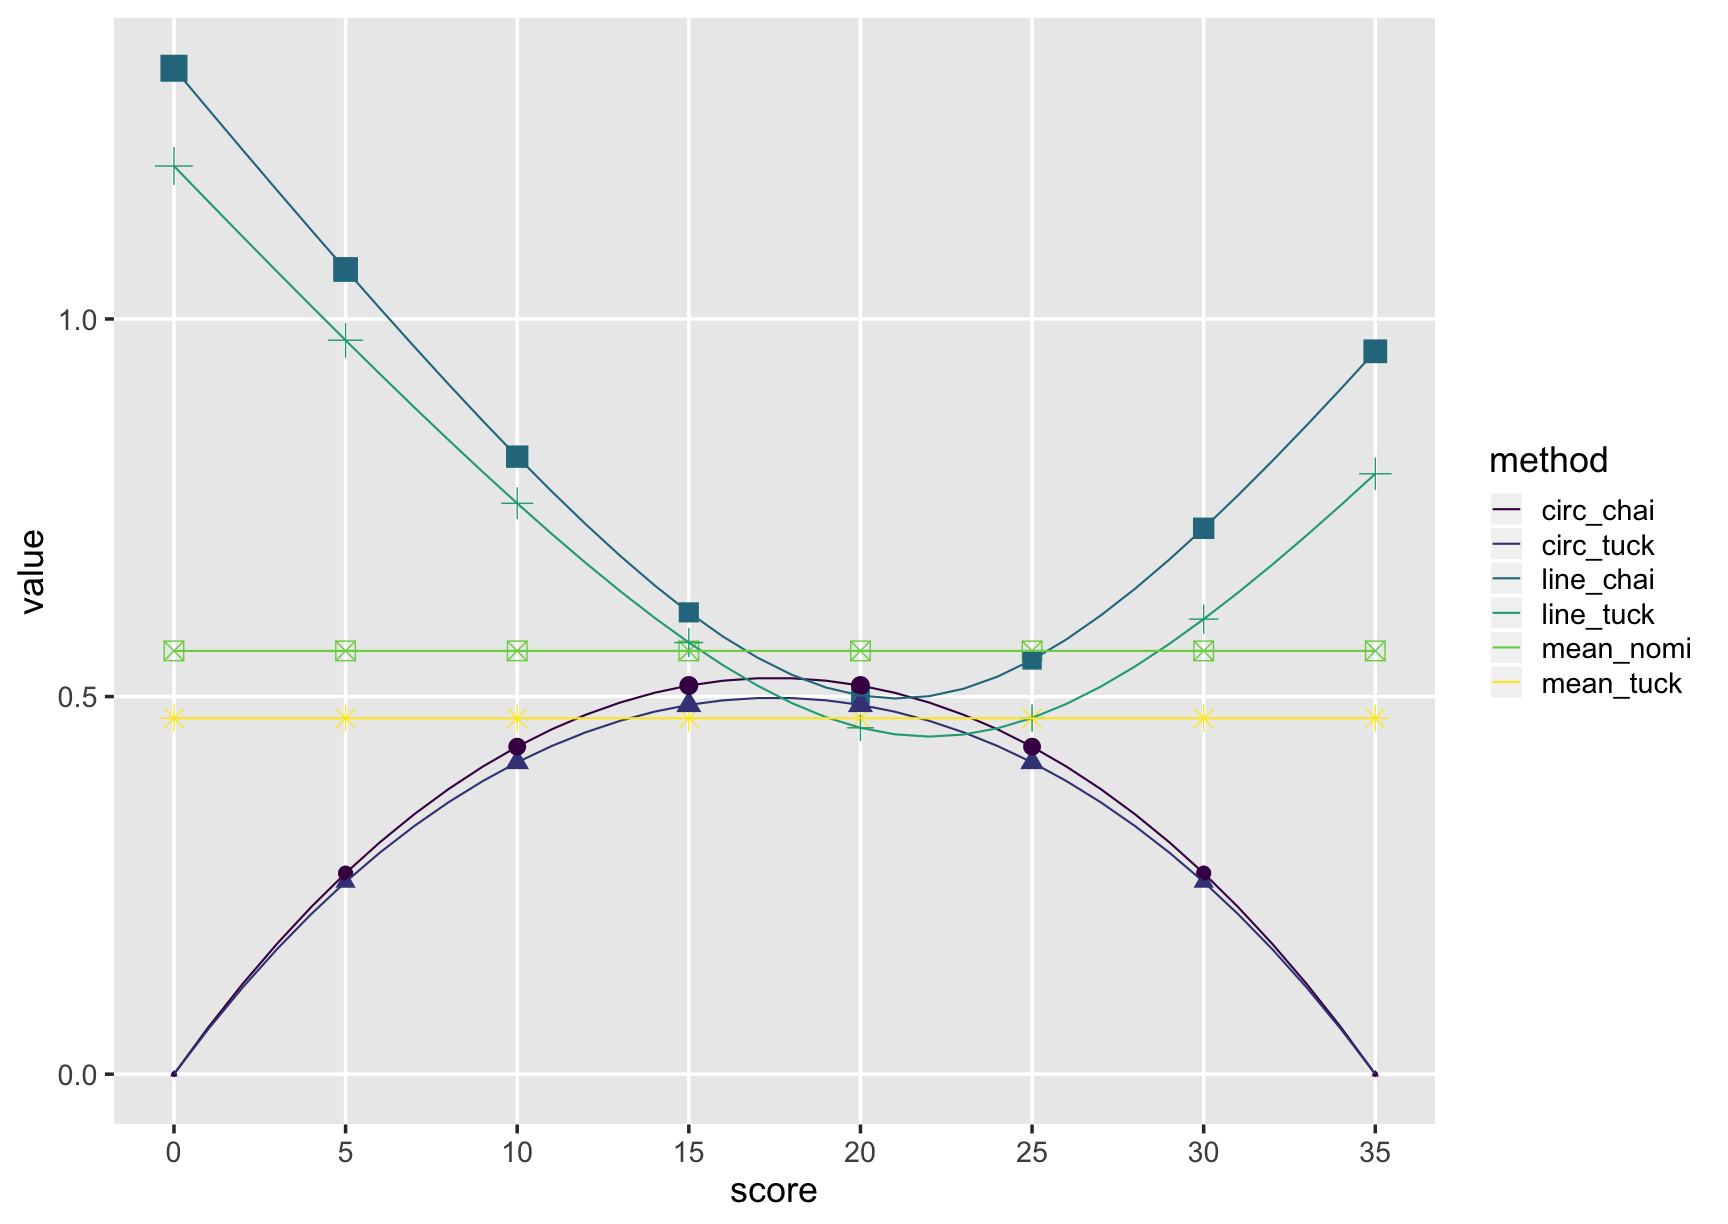 1.0
0.5
0.0
value
0 5 10 15 20 25 30 35
score
method
circ_chai
circ_tuck
line_chai
line_tuck
mean_nomi
mean_tuck